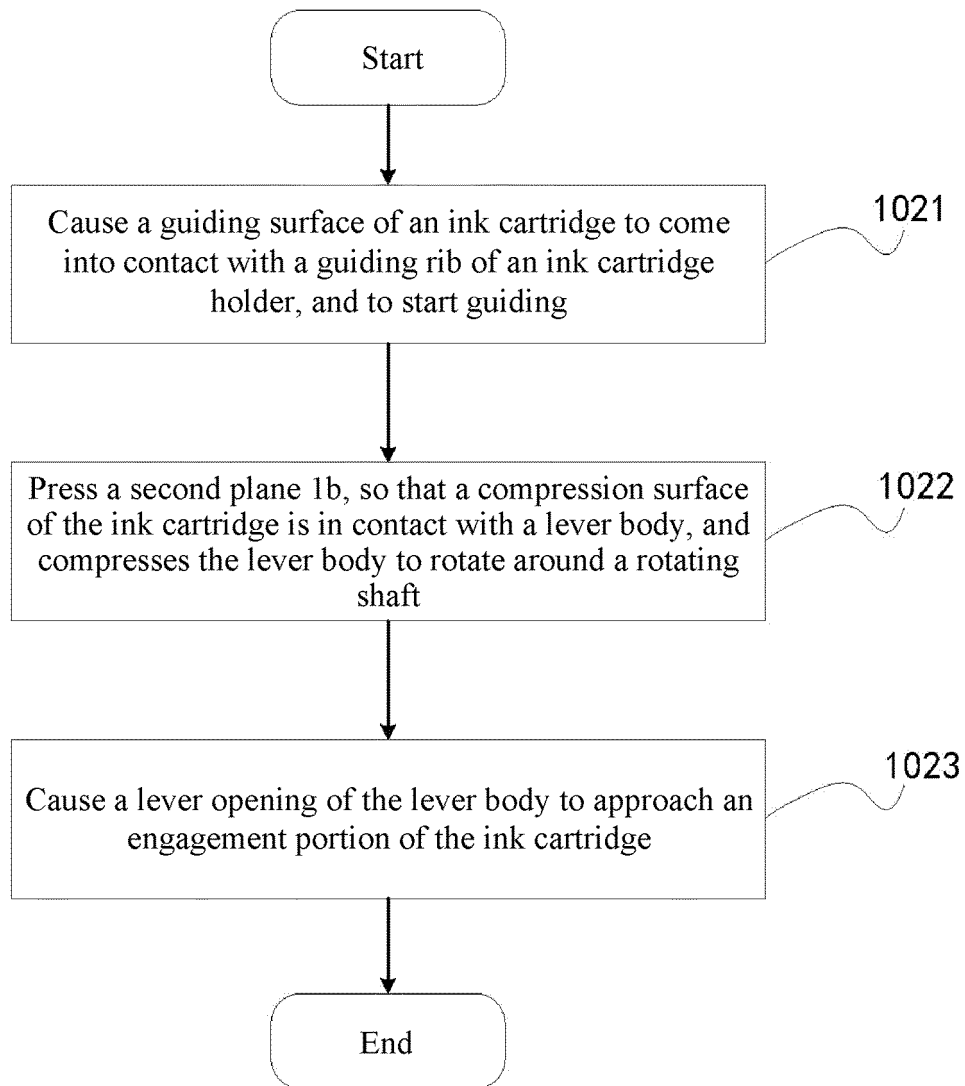 Start
Cause a guiding surface of an ink cartridge to come
into contact with a guiding rib of an ink cartridge
holder, and to start guiding
1021
Press a second plane 1b, so that a compression surface
of the ink cartridge is in contact with a lever body, and
compresses the lever body to rotate around a rotating
shaft
1022
Cause a lever opening of the lever body to approach an
engagement portion of the ink cartridge
1023
End